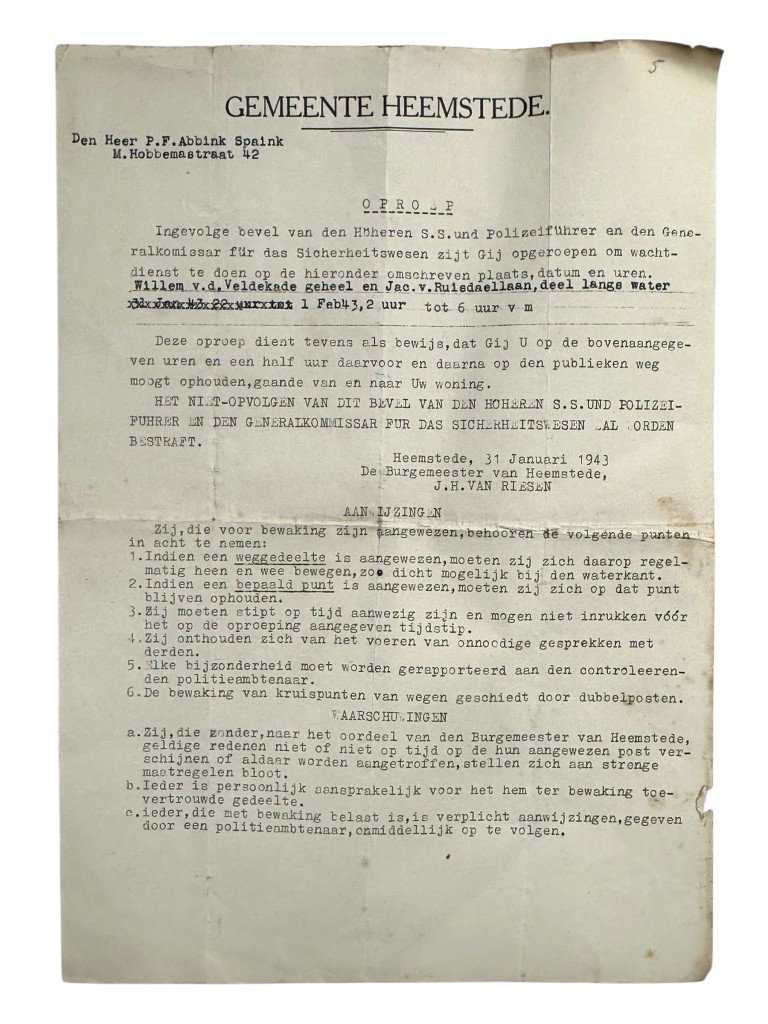 5
GEMEENTE HEEMSTEDE.
Den Heer P.F.Abbink Spaink
M.Hobbemastraat 42
OPROEP
Ingevolge bevel van den Höheren S.S.und Polizeiführer en den Gene-
ralkomissar für das Sicherheitswesen zijt Gij opgeroepen om wacht-
dienst te doen op de hieronder omschreven plaats,datum en uren.
Willem v.d.Veldekade geheel en Jac.v.Ruisdaellaan,deel langs water
31 Jan 43 22 uur tot 1 Feb43,2 uur tot 6 uur v m
Deze oproep dient tevens als bewijs,dat Gij U op de bovenaangege-
ven uren en een half uur daarvoor en daarna op den publieken weg
moogt ophouden,gaande van en naar Uw woning.
HET NIET-OPVOLGEN VAN DIT BEVEL VAN DEN HOHEREN S.S.UND POLIZEI-
FUHRER EN DEN GENERALKOMMISSAR FUR DAS SICHERHEITSWESEN ZAL WORDEN
BESTRAFT.
Heemstede, 31 Januari 1943
De Burgemeester van Heemstede,
J.H.VAN RIESEN
AANWIJZINGEN
Zij,die voor bewaking zijn aangewezen,behooren de volgende punten
in acht te nemen:
1.Indien een weggedeelte is aangewezen,moeten zij zich daarop regel-
matig heen en wee bewegen,zoo dicht mogelijk bij den waterkant.
2.Indien een bepaald punt is aangewezen,moeten zij zich op dat punt
blijven ophouden.
3.Zij moeten stipt op tijd aanwezig zijn en mogen niet inrukken vóór
het op de oproeping aangegeven tijdstip.
4.Zij onthouden zich van het voeren van onnoodige gesprekken met
derden.
5.Elke bijzonderheid moet worden gerapporteerd aan den controleeren-
den politieambtenaar.
6.De bewaking van kruispunten van wegen geschiedt door dubbelposten.
WAARSCHUWINGEN
a.Zij,die zonder,naar het oordeel van den Burgemeester van Heemstede,
geldige redenen niet of niet op tijd op de hun aangewezen post ver-
schijnen of aldaar worden aangetroffen,stellen zich aan strenge
maatregelen bloot.
b.Ieder is persoonlijk aansprakelijk voor het hem ter bewaking toe-
vertrouwde gedeelte.
c.ieder,die met bewaking belast is,is verplicht aanwijzingen,gegeven
door een politieambtenaar,onmiddellijk op te volgen.